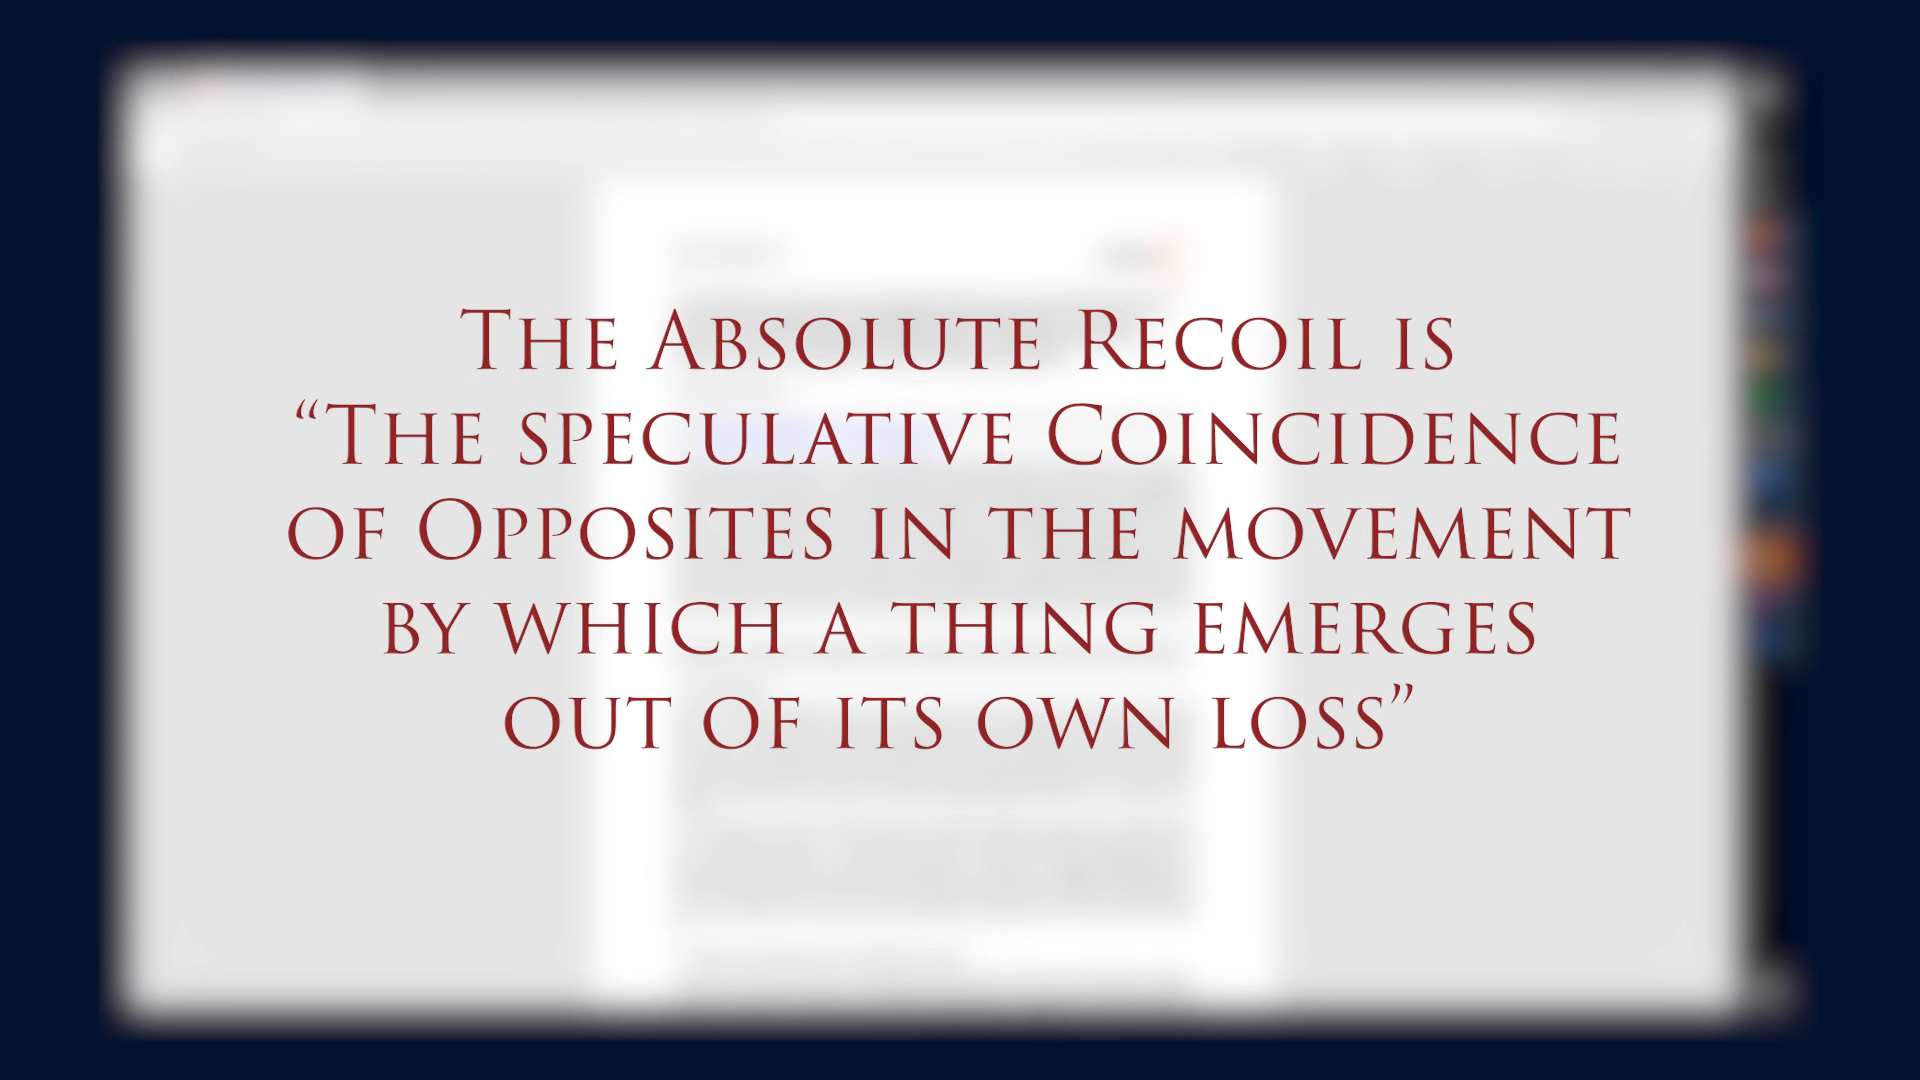 The Absolute Recoil is
“The speculative Coincidence
of Opposites in the movement
by which a thing emerges
out of its own loss”